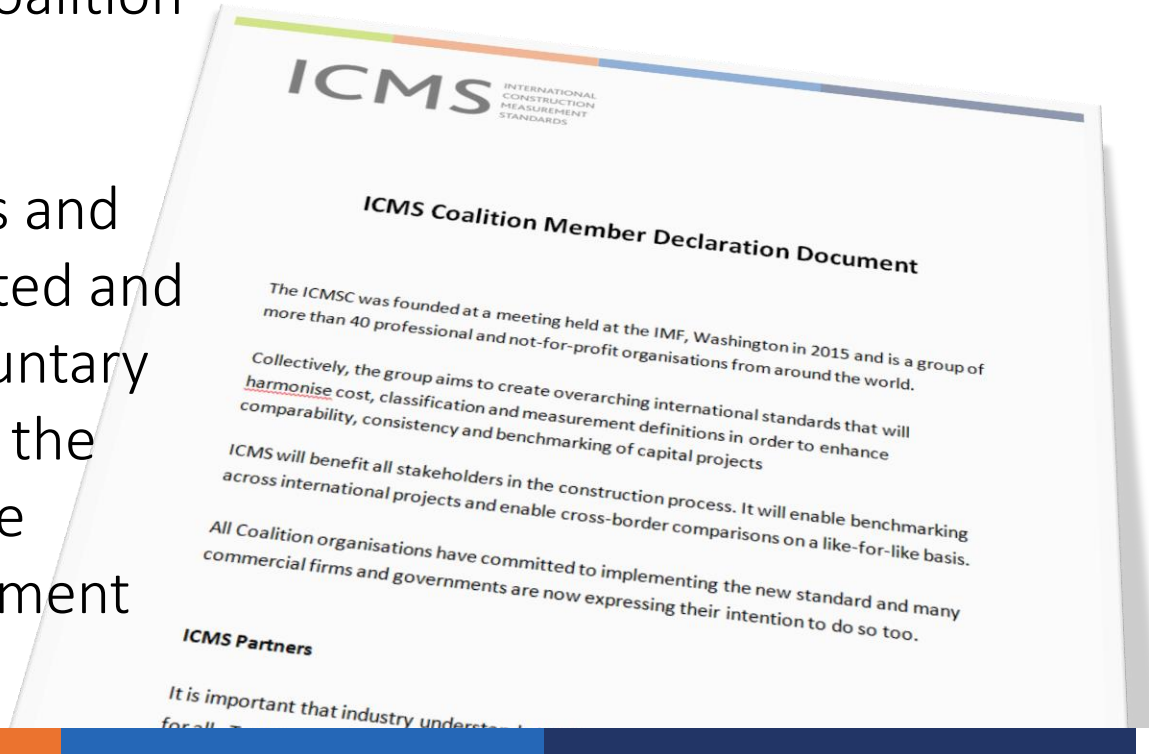 oalition
s and
ted and
untary
the
e
ment
ICMS
INTERNATIONAL
CONSTRUCTION
MEASUREMENT
STANDARDS
ICMS Coalition Member Declaration Document
The ICMSC was founded at a meeting held at the IMF, Washington in 2015 and is a group of
more than 40 professional and not-for-profit organisations from around the world.
Collectively, the group aims to create overarching international standards that will
harmonise cost, classification and measurement definitions in order to enhance
comparability, consistency and benchmarking of capital projects
ICMS will benefit all stakeholders in the construction process. It will enable benchmarking
across international projects and enable cross-border comparisons on a like-for-like basis.
All Coalition organisations have committed to implementing the new standard and many
commercial firms and governments are now expressing their intention to do so too.
ICMS Partners
It is important that industry
for all.